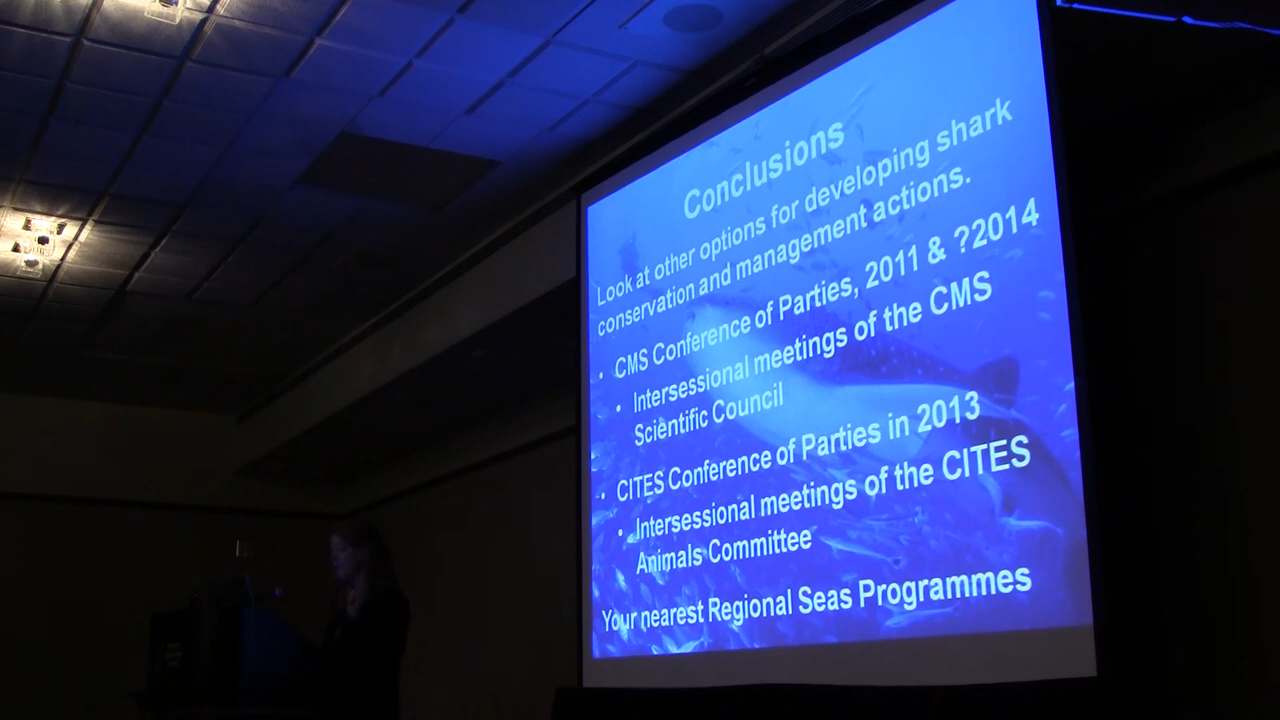 Conclusions
Look at other options for developing shark
conservation and management actions.
• CMS Conference of Parties, 2011 & ?2014
• Intersessional meetings of the CMS
Scientific Council
• CITES Conference of Parties in 2013
• Intersessional meetings of the CITES
Animals Committee
Your nearest Regional Seas Programmes